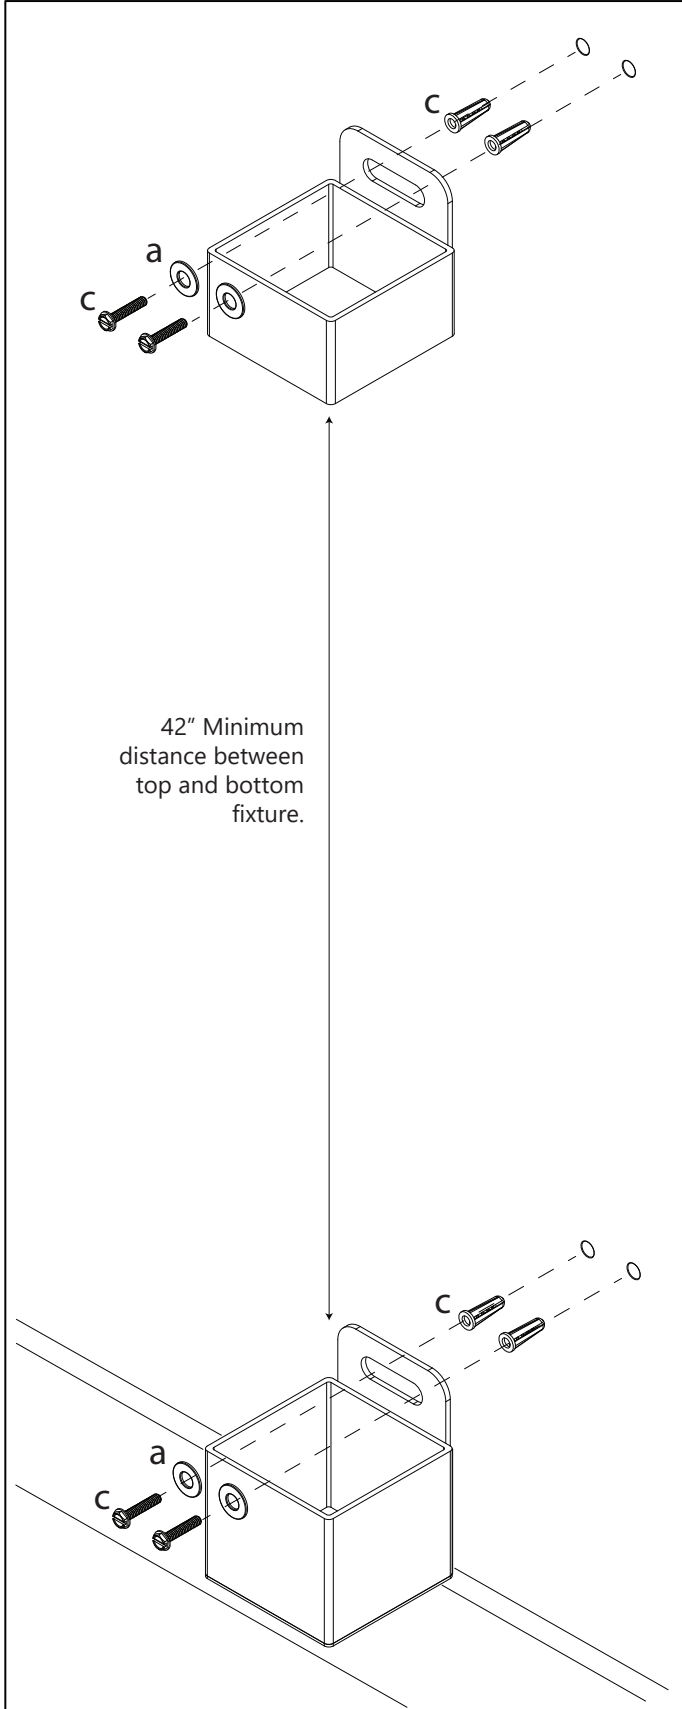 c
a
c
42" Minimum
distance between
top and bottom
fixture.
c
a
c